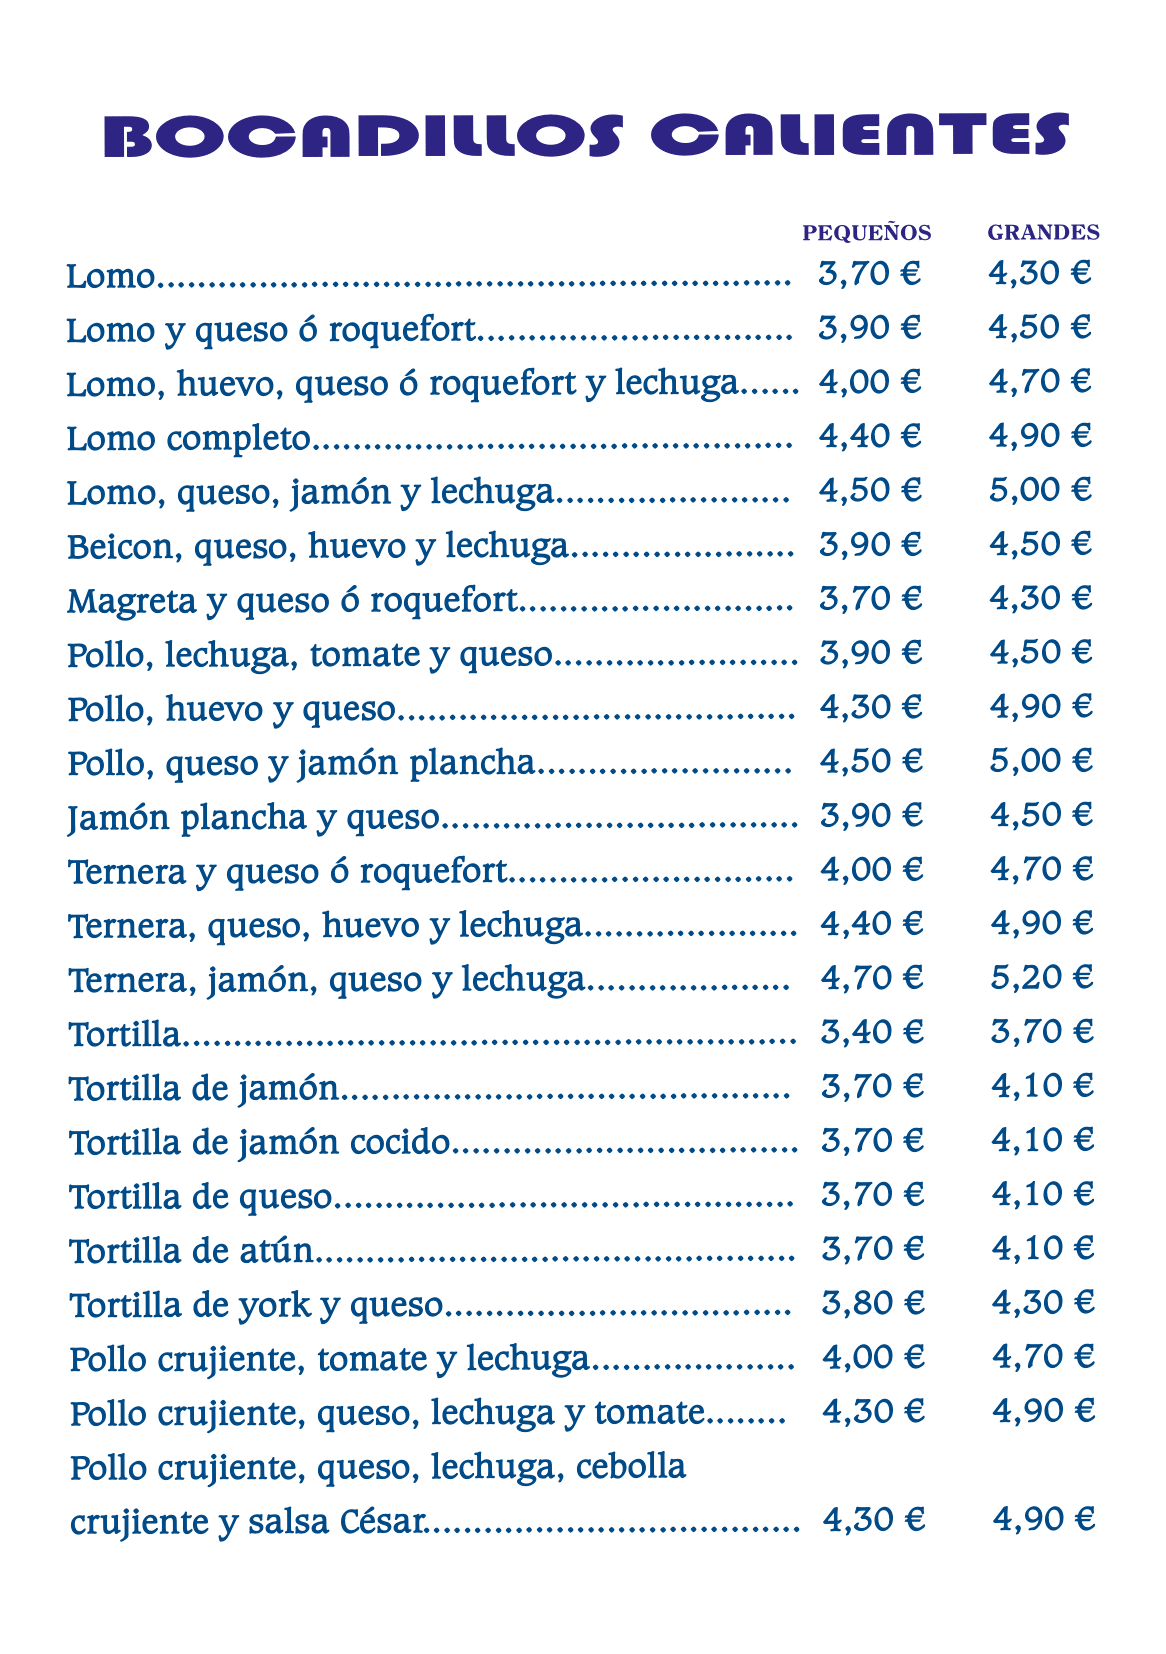 BOCADILLOS CALIENTES
PEQUEÑOS GRANDES
Lomo.............................................................. 3,70 € 4,30 €
Lomo y queso ó roquefort............................... 3,90 € 4,50 €
Lomo, huevo, queso ó roquefort y lechuga...... 4,00 € 4,70 €
Lomo completo............................................... 4,40 € 4,90 €
Lomo, queso, jamón y lechuga....................... 4,50 € 5,00 €
Beicon, queso, huevo y lechuga...................... 3,90 € 4,50 €
Magreta y queso ó roquefort........................... 3,70 € 4,30 €
Pollo, lechuga, tomate y queso........................ 3,90 € 4,50 €
Pollo, huevo y queso....................................... 4,30 € 4,90 €
Pollo, queso y jamón plancha......................... 4,50 € 5,00 €
Jamón plancha y queso................................... 3,90 € 4,50 €
Ternera y queso ó roquefort............................ 4,00 € 4,70 €
Ternera, queso, huevo y lechuga..................... 4,40 € 4,90 €
Ternera, jamón, queso y lechuga.................... 4,70 € 5,20 €
Tortilla............................................................ 3,40 € 3,70 €
Tortilla de jamón............................................ 3,70 € 4,10 €
Tortilla de jamón cocido.................................. 3,70 € 4,10 €
Tortilla de queso............................................. 3,70 € 4,10 €
Tortilla de atún............................................... 3,70 € 4,10 €
Tortilla de york y queso.................................. 3,80 € 4,30 €
Pollo crujiente, tomate y lechuga.................... 4,00 € 4,70 €
Pollo crujiente, queso, lechuga y tomate........ 4,30 € 4,90 €
Pollo crujiente, queso, lechuga, cebolla
crujiente y salsa César..................................... 4,30 € 4,90 €